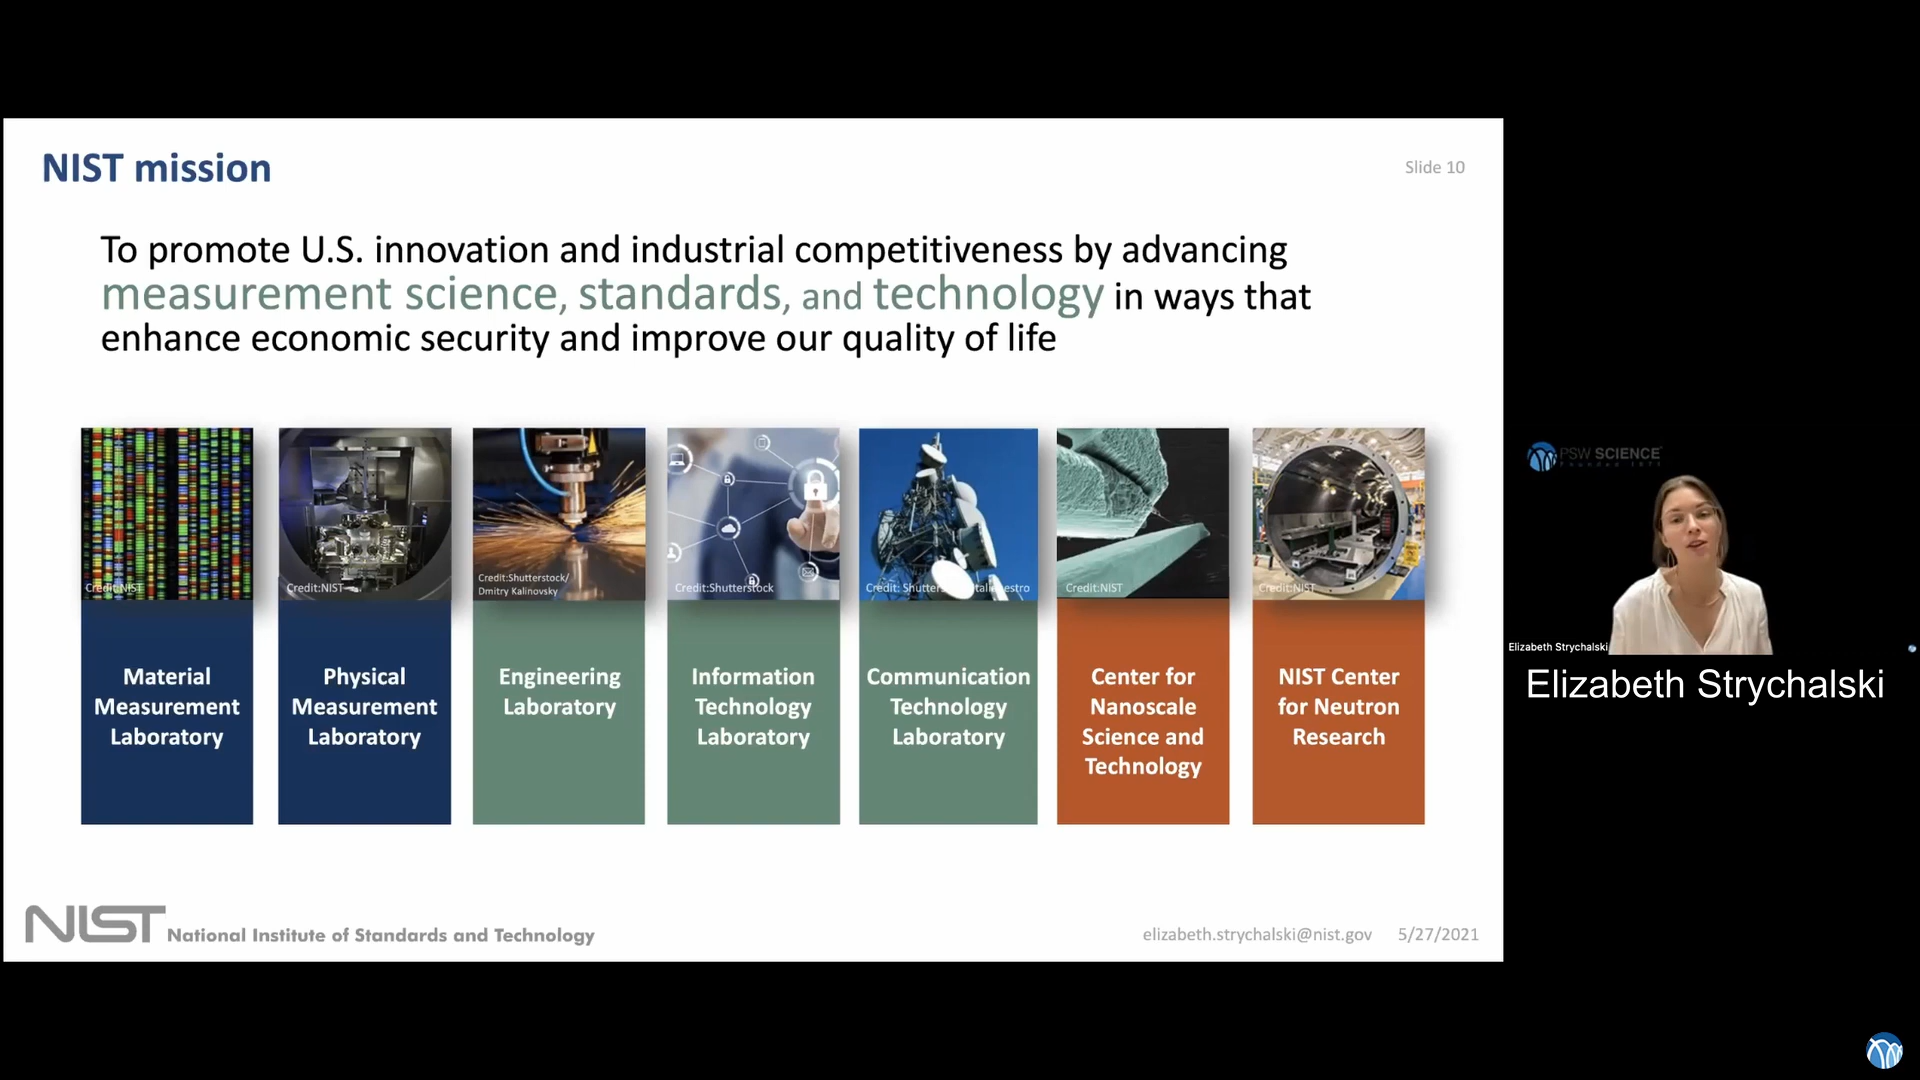 NIST mission
Slide 10
To promote U.S. innovation and industrial competitiveness by advancing
measurement science, standards, and technology in ways that
enhance economic security and improve our quality of life
Credit:NIST
Credit:NIST
Credit:Shutterstock/
Dmitry Kalinovsky
Credit:Shutterstock
Credit:
Credit:NIST
Credit:NIST
Material
Measurement
Laboratory
Physical
Measurement
Laboratory
Engineering
Laboratory
Information
Technology
Laboratory
Communication
Technology
Laboratory
Center for
Nanoscale
Science and
Technology
NIST Center
for Neutron
Research
NIST National Institute of Standards and Technology
elizabeth.strychalski@nist.gov 5/27/2021
PSW SCIENCE
Founded 1871
Elizabeth Strychalski
Elizabeth Strychalski